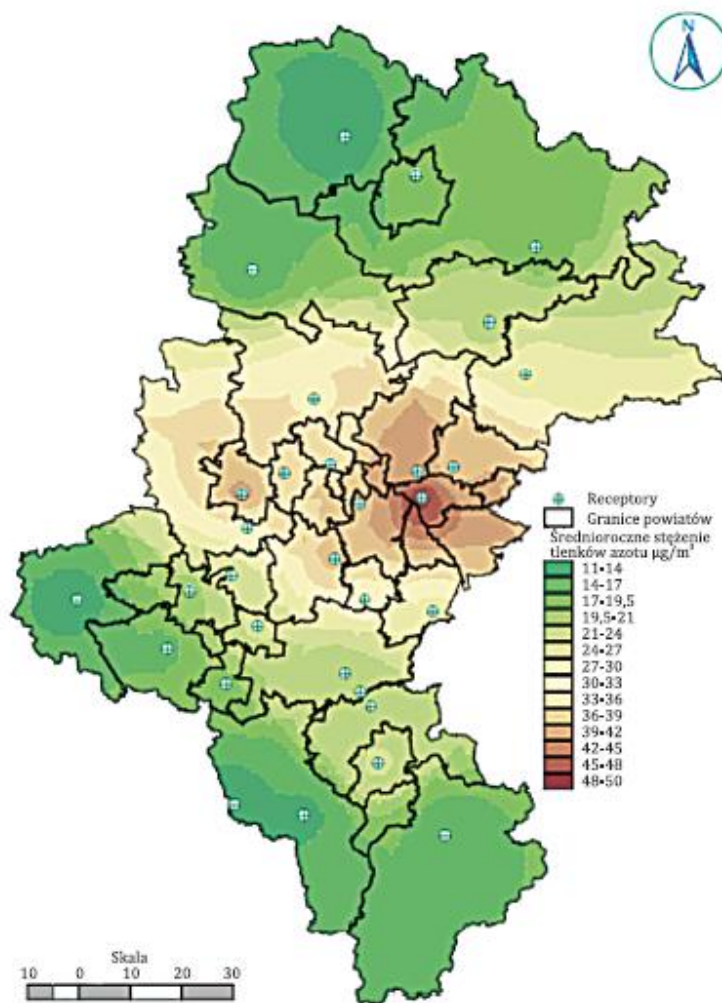 N
Receptory
Granice powiatów
Średnioroczne stężenie
tlenków azotu µg/m³
11•14
14-17
17•19,5
19,5•21
21-24
24•27
27-30
30•33
33•36
36•39
39•42
42-45
45•48
48•50
Skala
10 0 10 20 30